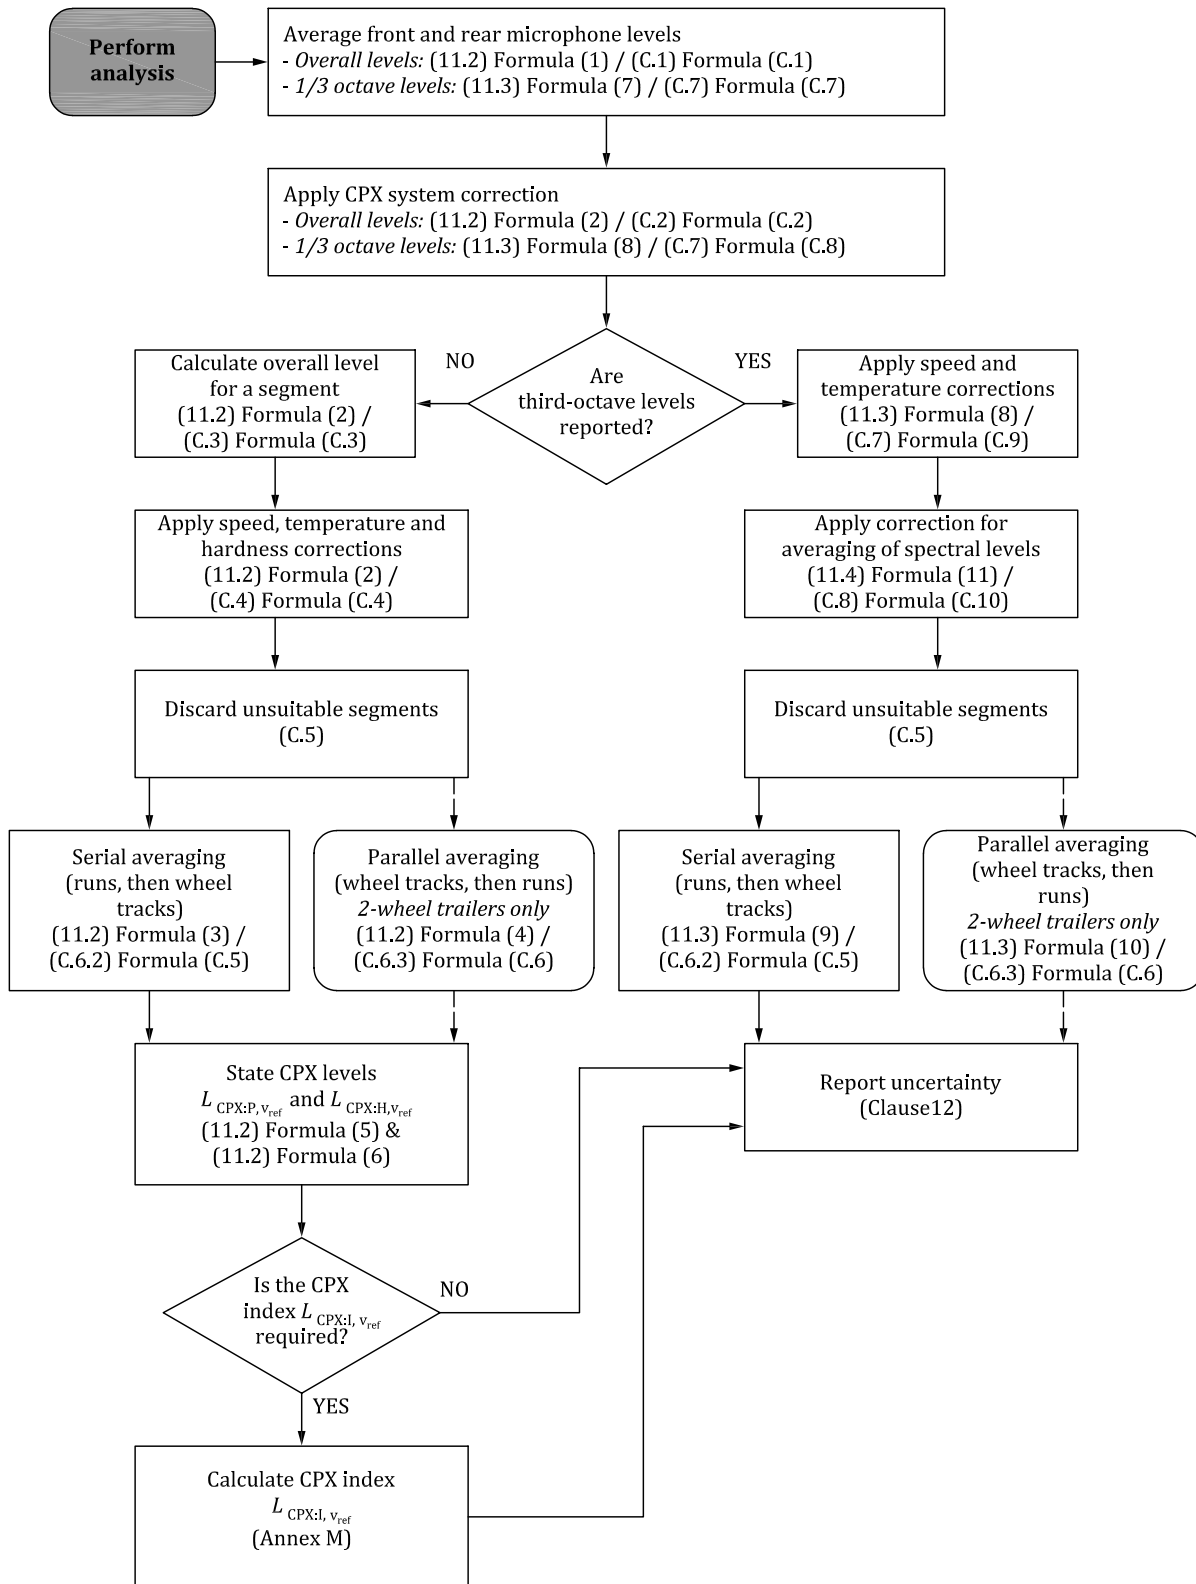 Perform
analysis
Average front and rear microphone levels
- Overall levels: (11.2) Formula (1) / (C.1) Formula (C.1)
- 1/3 octave levels: (11.3) Formula (7) / (C.7) Formula (C.7)
Apply CPX system correction
- Overall levels: (11.2) Formula (2) / (C.2) Formula (C.2)
- 1/3 octave levels: (11.3) Formula (8) / (C.7) Formula (C.8)
Are
third-octave levels
reported?
NO
YES
Calculate overall level
for a segment
(11.2) Formula (2) /
(C.3) Formula (C.3)
Apply speed and
temperature corrections
(11.3) Formula (8) /
(C.7) Formula (C.9)
Apply speed, temperature and
hardness corrections
(11.2) Formula (2) /
(C.4) Formula (C.4)
Apply correction for
averaging of spectral levels
(11.4) Formula (11) /
(C.8) Formula (C.10)
Discard unsuitable segments
(C.5)
Discard unsuitable segments
(C.5)
Serial averaging
(runs, then wheel
tracks)
(11.2) Formula (3) /
(C.6.2) Formula (C.5)
Parallel averaging
(wheel tracks, then runs)
2-wheel trailers only
(11.2) Formula (4) /
(C.6.3) Formula (C.6)
Serial averaging
(runs, then wheel
tracks)
(11.3) Formula (9) /
(C.6.2) Formula (C.5)
Parallel averaging
(wheel tracks, then
runs)
2-wheel trailers only
(11.3) Formula (10) /
(C.6.3) Formula (C.6)
State CPX levels
L CPX:P, vref and L CPX:H,vref
(11.2) Formula (5) &
(11.2) Formula (6)
Report uncertainty
(Clause12)
Is the CPX
index L CPX:I, vref
required?
NO
YES
Calculate CPX index
L CPX:I, vref
(Annex M)